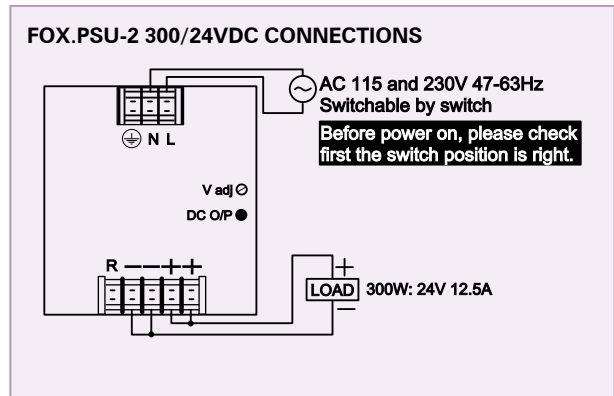 FOX.PSU-2 300/24VDC CONNECTIONS
AC 115 and 230V 47-63Hz
Switchable by switch
Before power on, please check
first the switch position is right.
N L
V adj
DC O/P
R — — + +
+
LOAD 300W: 24V 12.5A
—